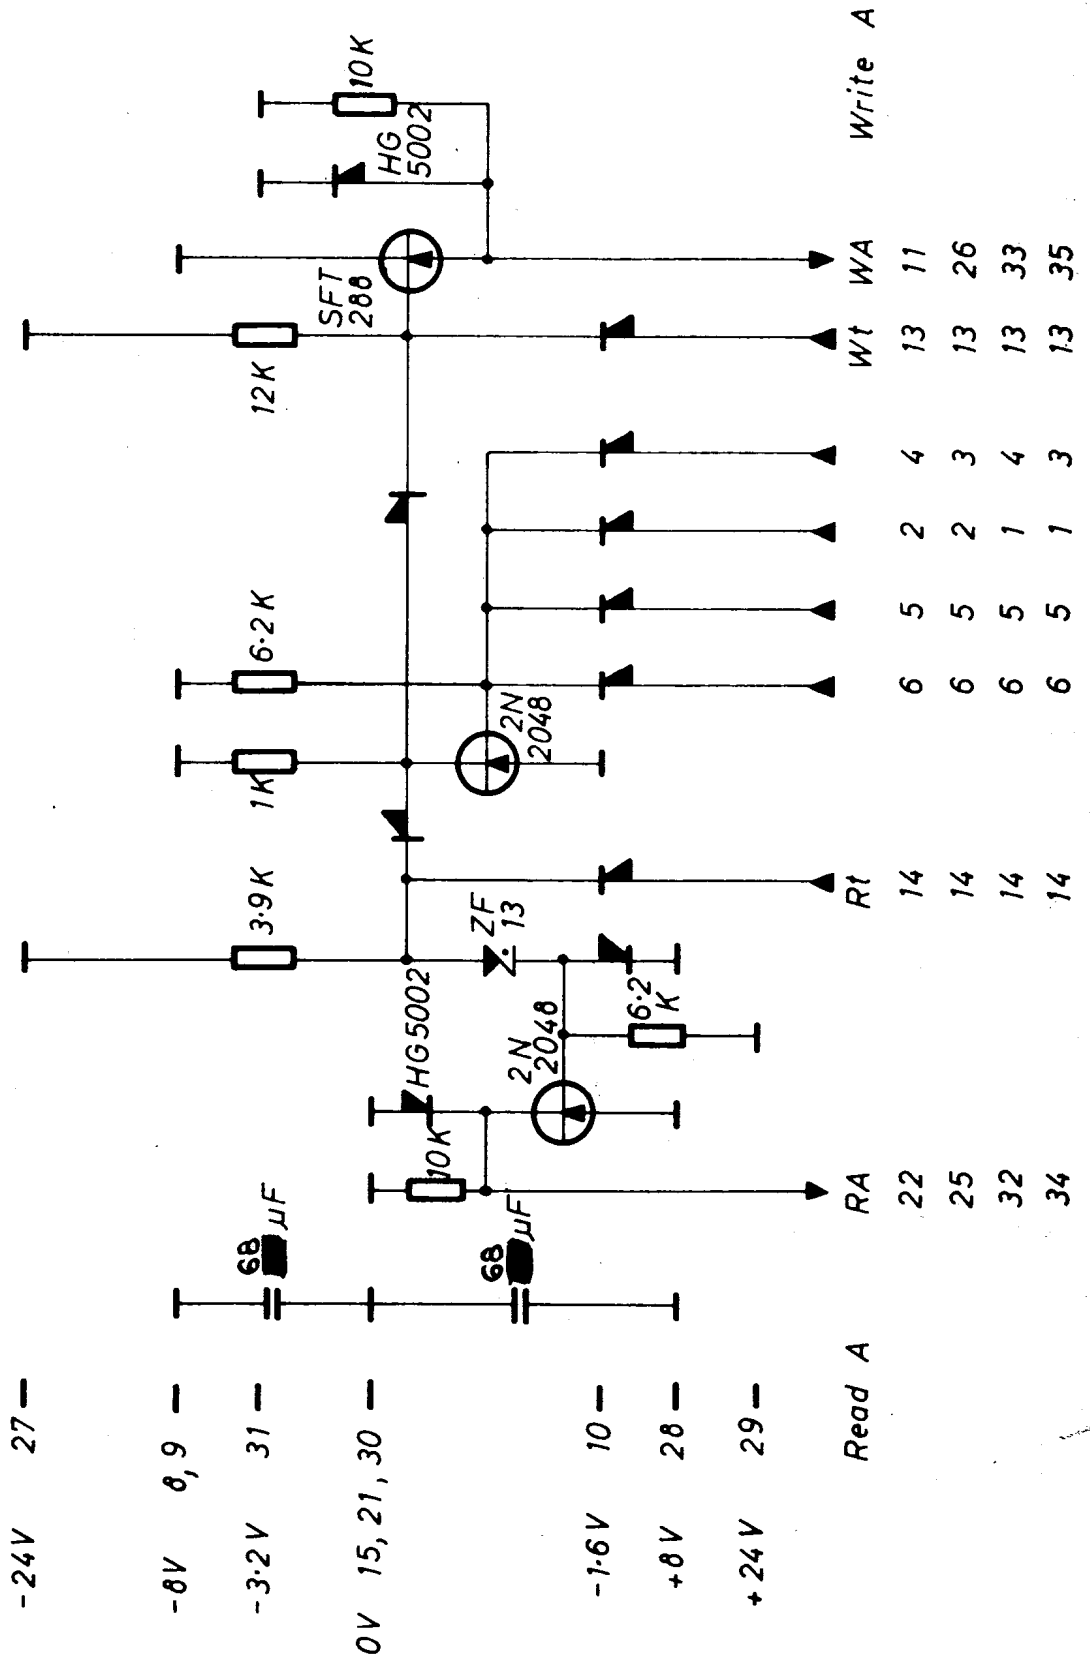 -24V 27
-8V 8,9
-3.2V 31
0V 15, 21, 30
-1.6V 10
+8V 28
+24V 29
68 µF
68 µF
10K
HG5002
2N
2048
6.2
K
3.9K
ZF
13
1K
6.2K
2N
2048
12K
SFT
288
HG
5002
10K
Read A RA Rt Wt WA Write A
22 14 6 5 2 4 13 11
25 14 6 5 2 3 13 26
32 14 6 5 1 4 13 33
34 14 6 5 1 3 13 35